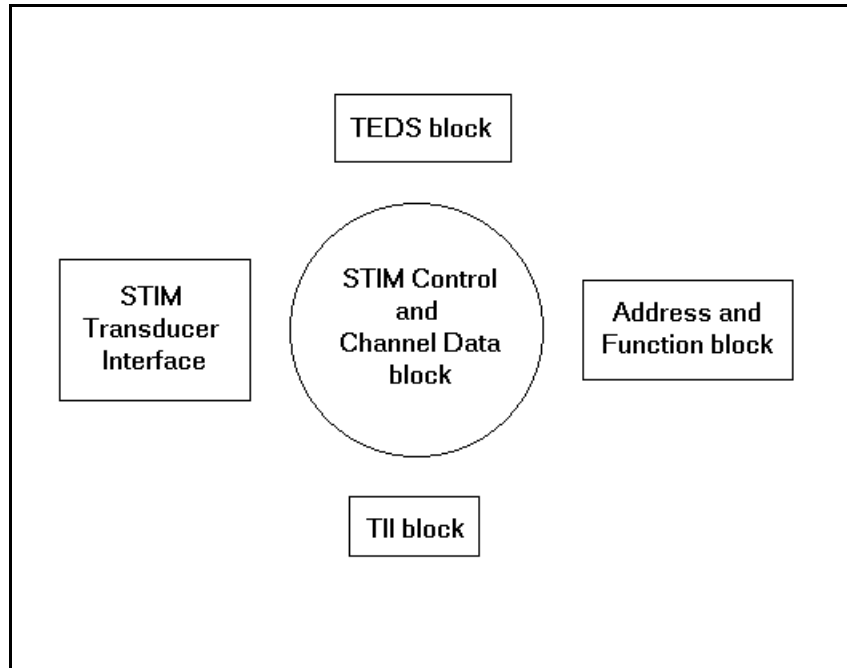 TEDS block
STIM Control
and
Channel Data
block
STIM
Transducer
Interface
Address and
Function block
TII block